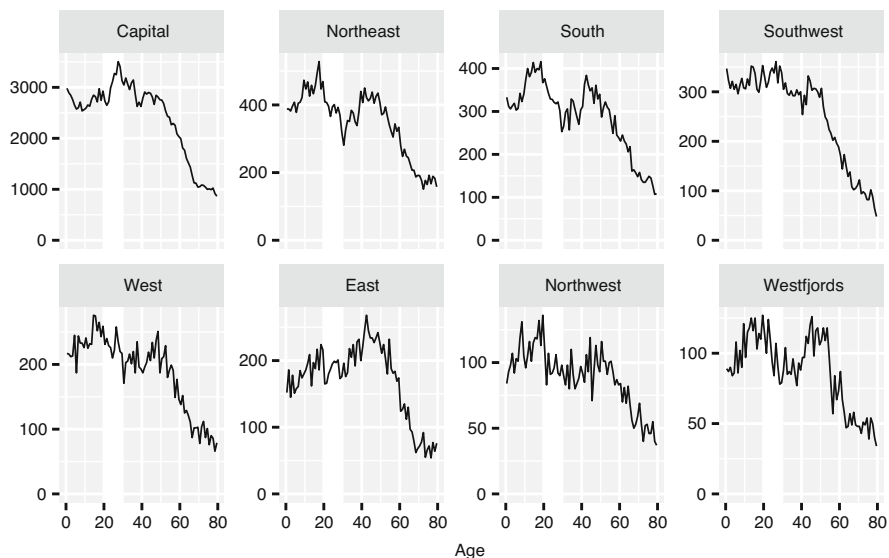 Capital Northeast South Southwest
3000 400 400 300
2000 300 200
1000 200 200 100
0 0 100 0
0
West East Northwest Westfjords
200 200 100 100
100 100 50 50
0 0 0 0
0 20 40 60 80 0 20 40 60 80 0 20 40 60 80 0 20 40 60 80
Age